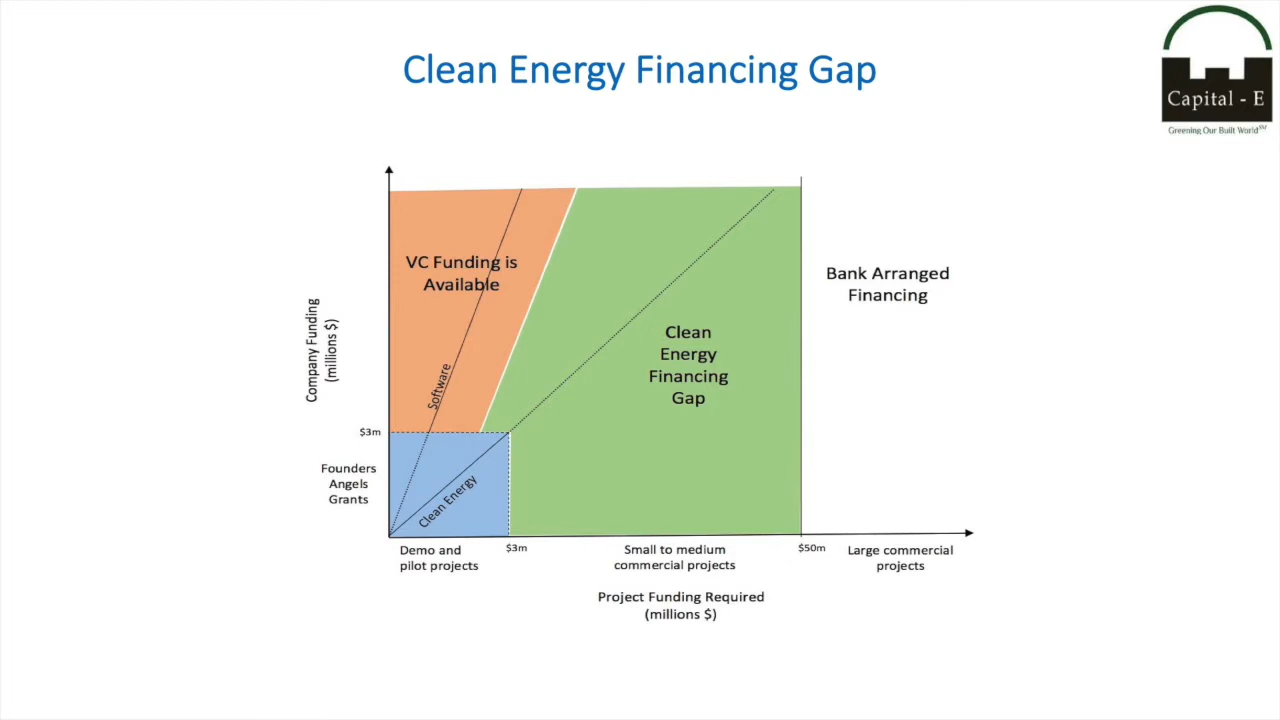 Clean Energy Financing Gap
Capital - E
Greening Our Built World℠
VC Funding is
Available
Bank Arranged
Financing
Clean
Energy
Financing
Gap
Company Funding
(millions $)
Software
$3m
Founders
Angels
Grants
Clean Energy
Demo and
pilot projects
$3m
Small to medium
commercial projects
$50m
Large commercial
projects
Project Funding Required
(millions $)